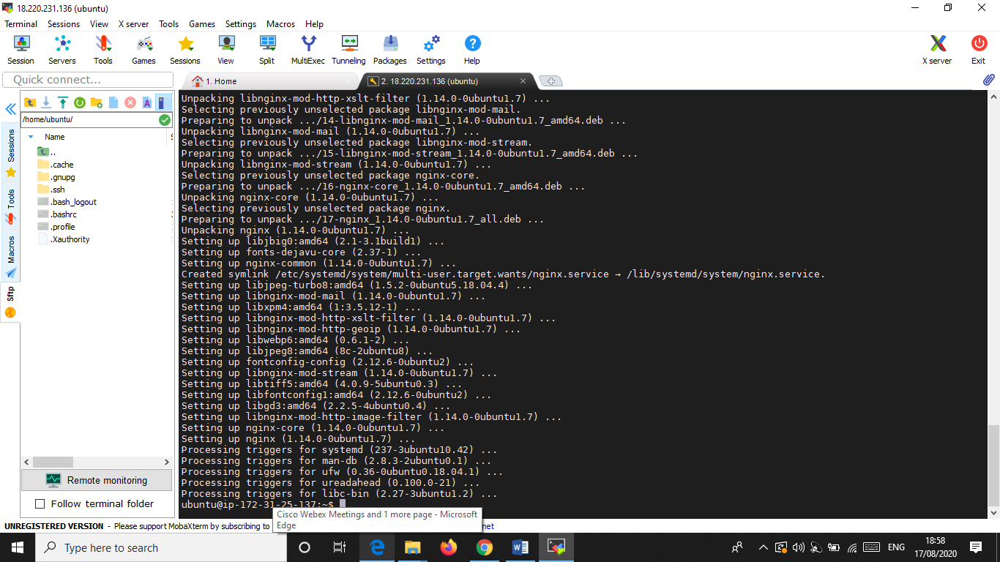 18.220.231.136 (ubuntu)
Terminal Sessions View X server Tools Games Settings Macros Help
Session Servers Tools Games Sessions View Split MultiExec Tunneling Packages Settings Help X server Exit
Quick connect...
1. Home
2. 18.220.231.136 (ubuntu)
/home/ubuntu/
Name
..
.cache
.gnupg
.ssh
.bash_logout
.bashrc
.profile
.Xauthority
Sessions
Tools
Macros
Sftp
Remote monitoring
Follow terminal folder
Unpacking libnginx-mod-http-xslt-filter (1.14.0-0ubuntu1.7) ...
Selecting previously unselected package libnginx-mod-mail.
Preparing to unpack .../14-libnginx-mod-mail_1.14.0-0ubuntu1.7_amd64.deb ...
Unpacking libnginx-mod-mail (1.14.0-0ubuntu1.7) ...
Selecting previously unselected package libnginx-mod-stream.
Preparing to unpack .../15-libnginx-mod-stream_1.14.0-0ubuntu1.7_amd64.deb ...
Unpacking libnginx-mod-stream (1.14.0-0ubuntu1.7) ...
Selecting previously unselected package nginx-core.
Preparing to unpack .../16-nginx-core_1.14.0-0ubuntu1.7_amd64.deb ...
Unpacking nginx-core (1.14.0-0ubuntu1.7) ...
Selecting previously unselected package nginx.
Preparing to unpack .../17-nginx_1.14.0-0ubuntu1.7_all.deb ...
Unpacking nginx (1.14.0-0ubuntu1.7) ...
Setting up libjbig0:amd64 (2.1-3.1build1) ...
Setting up fonts-dejavu-core (2.37-1) ...
Setting up nginx-common (1.14.0-0ubuntu1.7) ...
Created symlink /etc/systemd/system/multi-user.target.wants/nginx.service → /lib/systemd/system/nginx.service.
Setting up libjpeg-turbo8:amd64 (1.5.2-0ubuntu5.18.04.4) ...
Setting up libnginx-mod-mail (1.14.0-0ubuntu1.7) ...
Setting up libxpm4:amd64 (1:3.5.12-1) ...
Setting up libnginx-mod-http-xslt-filter (1.14.0-0ubuntu1.7) ...
Setting up libnginx-mod-http-geoip (1.14.0-0ubuntu1.7) ...
Setting up libwebp6:amd64 (0.6.1-2) ...
Setting up libjpeg8:amd64 (8c-2ubuntu8) ...
Setting up fontconfig-config (2.12.6-0ubuntu2) ...
Setting up libnginx-mod-stream (1.14.0-0ubuntu1.7) ...
Setting up libtiff5:amd64 (4.0.9-5ubuntu0.3) ...
Setting up libfontconfig1:amd64 (2.12.6-0ubuntu2) ...
Setting up libgd3:amd64 (2.2.5-4ubuntu0.4) ...
Setting up libnginx-mod-http-image-filter (1.14.0-0ubuntu1.7) ...
Setting up nginx-core (1.14.0-0ubuntu1.7) ...
Setting up nginx (1.14.0-0ubuntu1.7) ...
Processing triggers for systemd (237-3ubuntu10.42) ...
Processing triggers for man-db (2.8.3-2ubuntu0.1) ...
Processing triggers for ufw (0.36-0ubuntu0.18.04.1) ...
Processing triggers for ureadahead (0.100.0-21) ...
Processing triggers for libc-bin (2.27-3ubuntu1.2) ...
ubuntu@ip-172-31-25-137:~$
Cisco Webex Meetings and 1 more page - Microsoft
Edge
UNREGISTERED VERSION - Please support MobaXterm by subscribing to net
Type here to search
ENG
18:58
17/08/2020